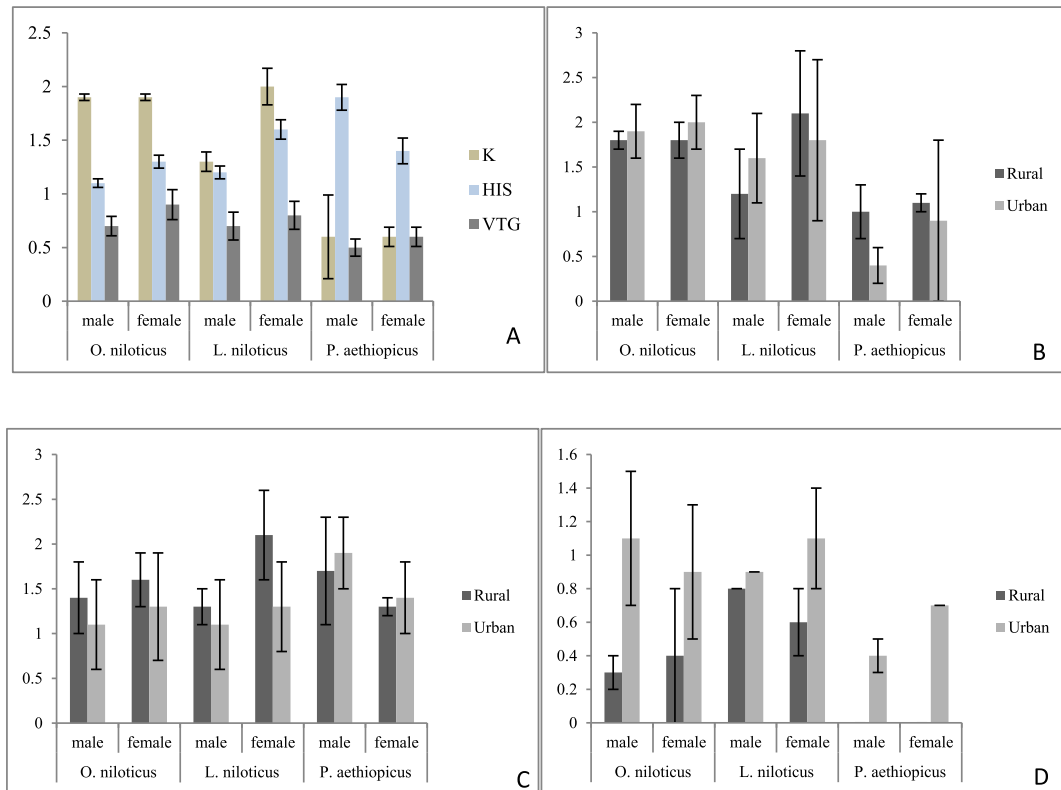 2.5
2
1.5
1
0.5
0
K
HIS
VTG
male female male female male female
O. niloticus L. niloticus P. aethiopicus
A
3
2.5
2
1.5
1
0.5
0
Rural
Urban
male female male female male female
O. niloticus L. niloticus P. aethiopicus
B
3
2.5
2
1.5
1
0.5
0
Rural
Urban
male female male female male female
O. niloticus L. niloticus P. aethiopicus
C
1.6
1.4
1.2
1
0.8
0.6
0.4
0.2
0
Rural
Urban
male female male female male female
O. niloticus L. niloticus P. aethiopicus
D